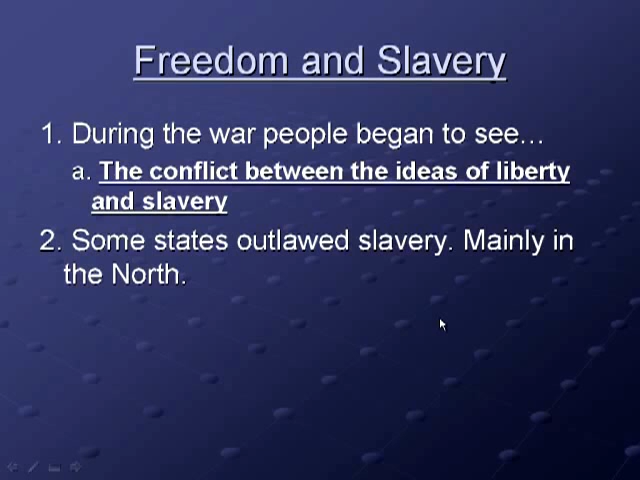 Freedom and Slavery
1. During the war people began to see...
a. The conflict between the ideas of liberty
and slavery
2. Some states outlawed slavery. Mainly in
the North.